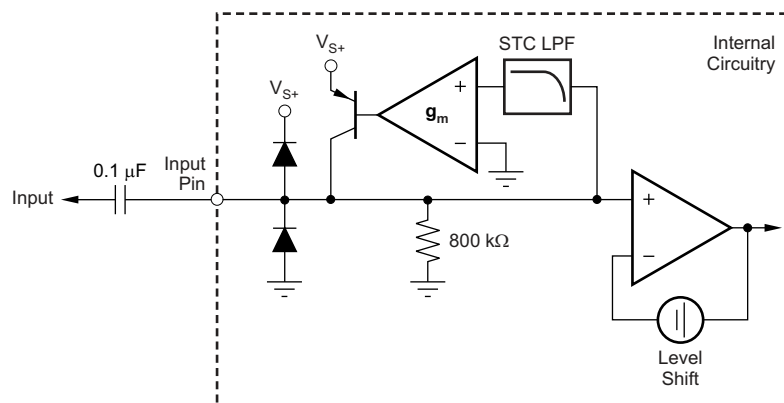 STC LPF
Internal
Circuitry
V_S+
V_S+
g_m
+
−
0.1 μF
Input
Pin
Input
800 kΩ
+
−
Level
Shift